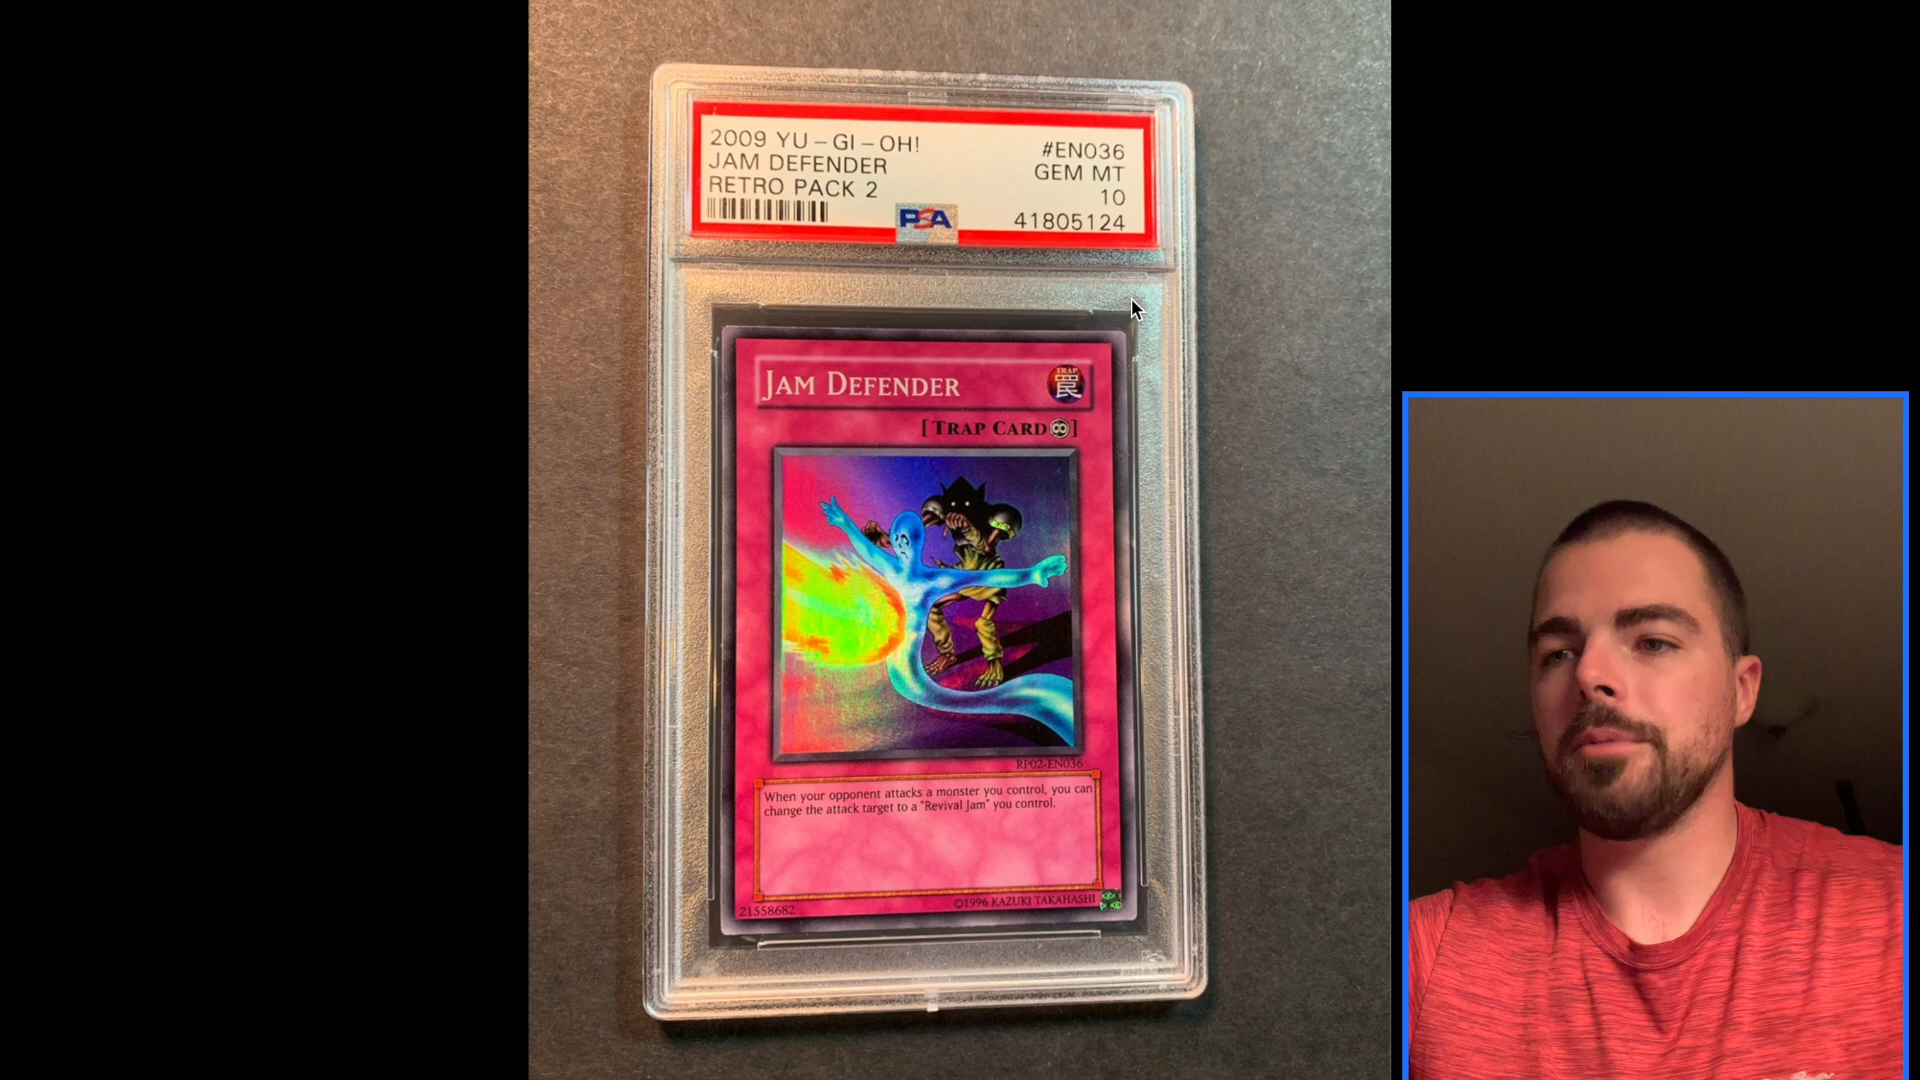 2009 YU-GI-OH!
JAM DEFENDER
RETRO PACK 2
#EN036
GEM MT
10
41805124
PSA
JAM DEFENDER
TRAP
罠
[TRAP CARD∞]
RP02-EN036
When your opponent attacks a monster you control, you can
change the attack target to a "Revival Jam" you control.
21558682
©1996 KAZUKI TAKAHASHI